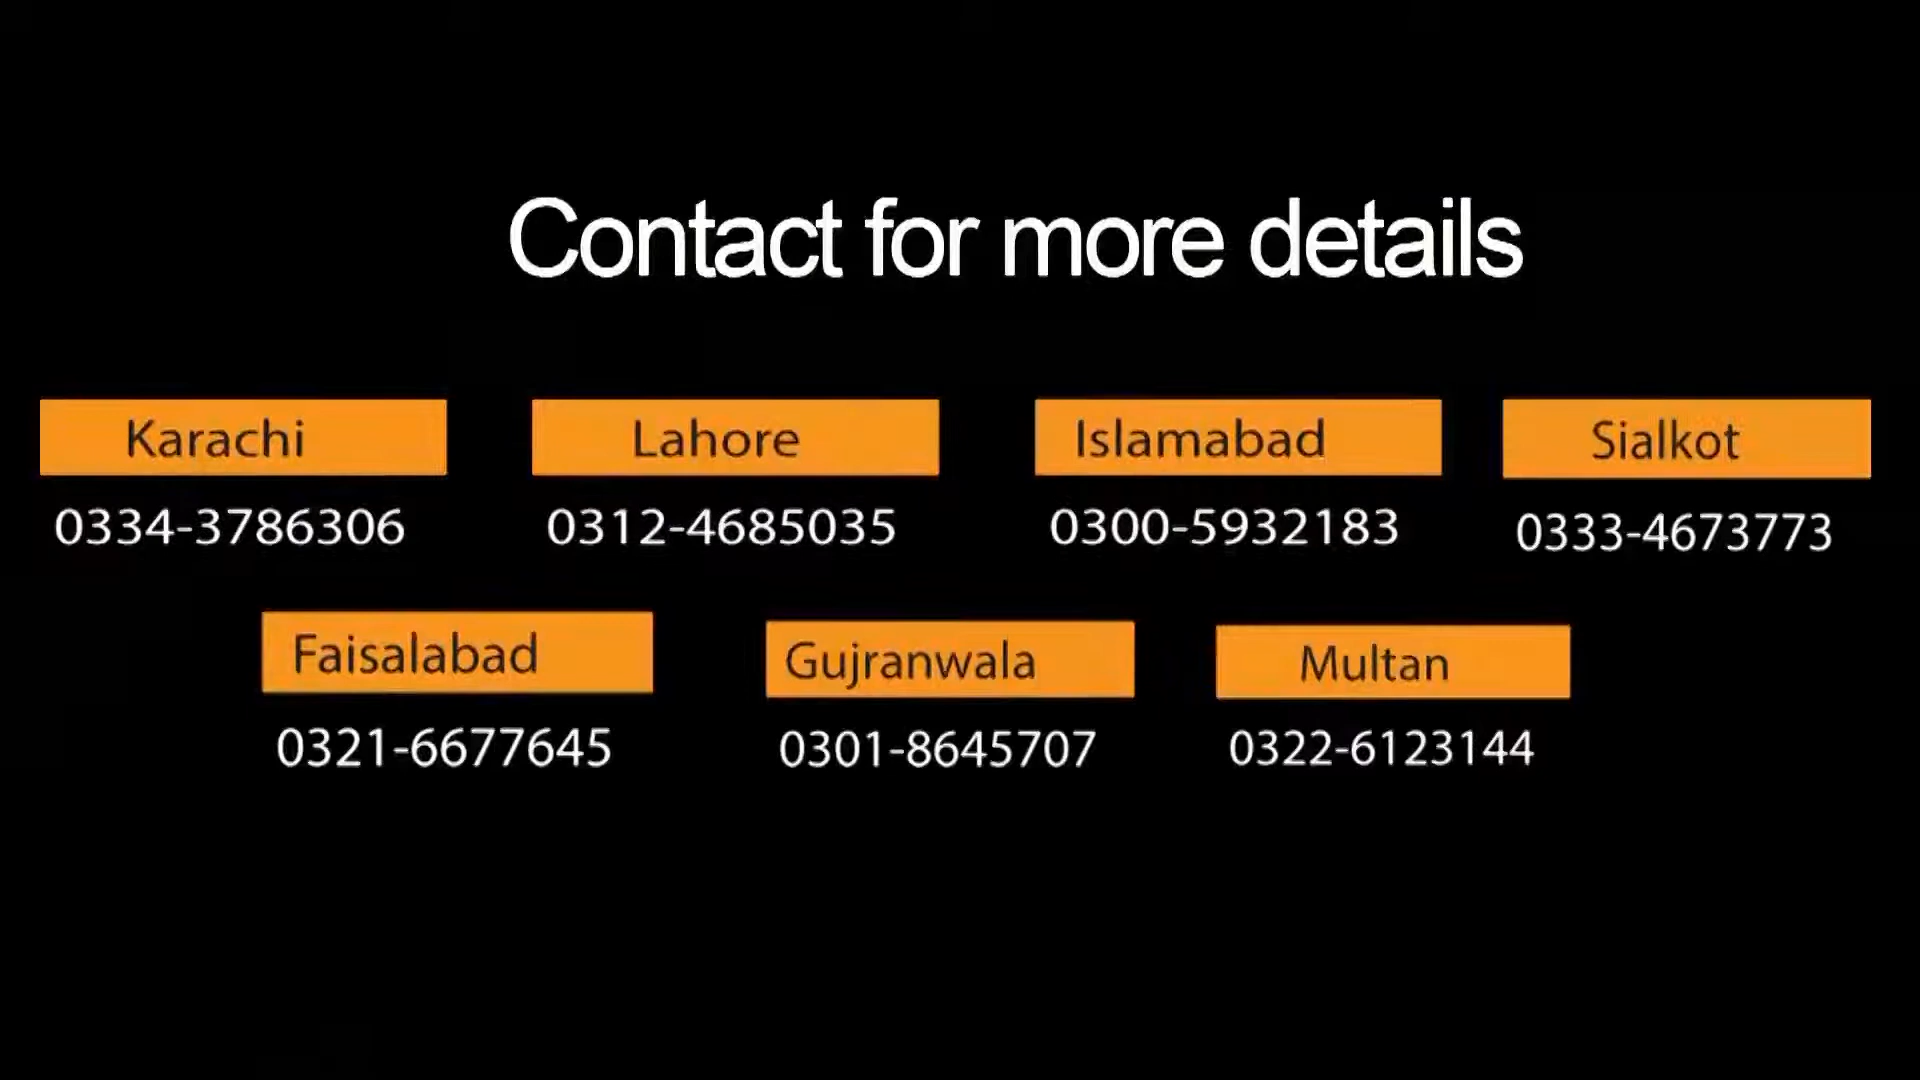 Contact for more details
Karachi Lahore Islamabad Sialkot
0334-3786306 0312-4685035 0300-5932183 0333-4673773
Faisalabad Gujranwala Multan
0321-6677645 0301-8645707 0322-6123144